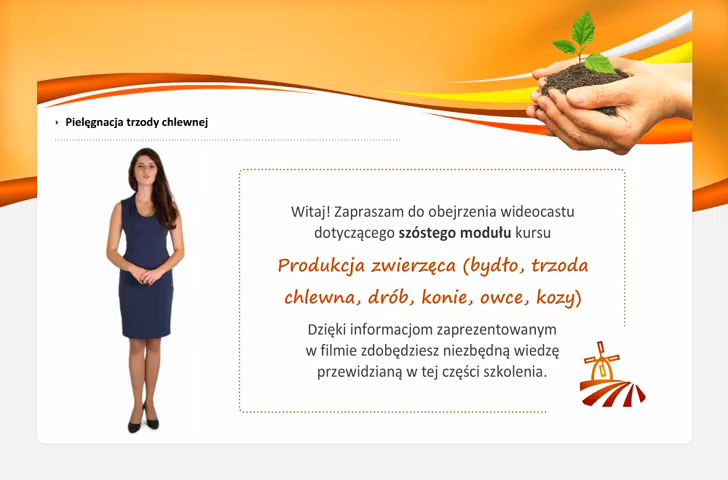 Pielęgnacja trzody chlewnej
Witaj! Zapraszam do obejrzenia wideocastu
dotyczącego szóstego modułu kursu
Produkcja zwierzęca (bydło, trzoda
chlewna, drób, konie, owce, kozy)
Dzięki informacjom zaprezentowanym
w filmie zdobędziesz niezbędną wiedzę
przewidzianą w tej części szkolenia.